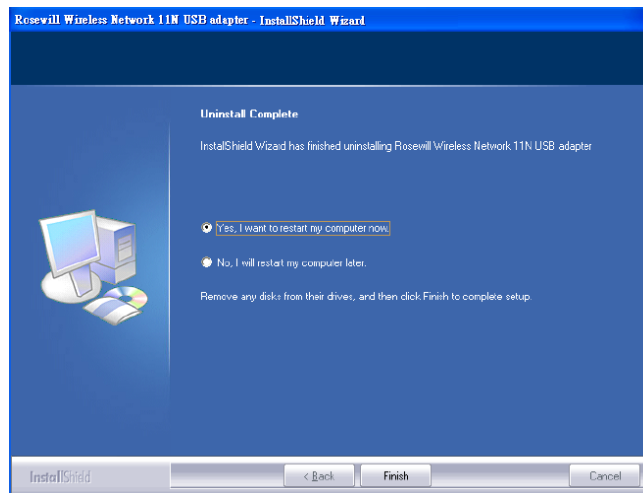 Rosewill Wireless Network 11N USB adapter - InstallShield Wizard
Uninstall Complete
InstallShield Wizard has finished uninstalling Rosewill Wireless Network 11N USB adapter
Yes, I want to restart my computer now.
No, I will restart my computer later.
Remove any disks from their drives, and then click Finish to complete setup.
InstallShield
< Back
Finish
Cancel